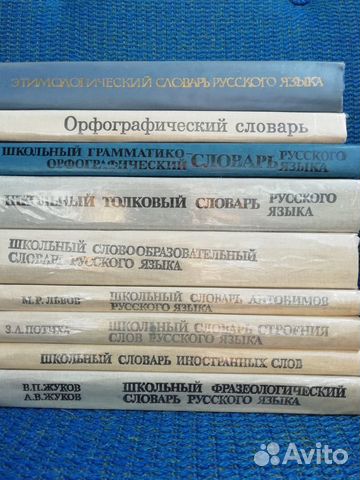 ЭТИМОЛОГИЧЕСКИЙ СЛОВАРЬ РУССКОГО ЯЗЫКА
Орфографический словарь
ШКОЛЬНЫЙ ГРАММАТИКО-
ОРФОГРАФИЧЕСКИЙ СЛОВАРЬ РУССКОГО
ЯЗЫКА
ШКОЛЬНЫЙ ТОЛКОВЫЙ СЛОВАРЬ РУССКОГО
ЯЗЫКА
ШКОЛЬНЫЙ СЛОВООБРАЗОВАТЕЛЬНЫЙ
СЛОВАРЬ РУССКОГО ЯЗЫКА
М.Р. ЛЬВОВ ШКОЛЬНЫЙ СЛОВАРЬ АНТОНИМОВ
РУССКОГО ЯЗЫКА
З.А. ПОТИХА ШКОЛЬНЫЙ СЛОВАРЬ СТРОЕНИЯ
СЛОВ РУССКОГО ЯЗЫКА
ШКОЛЬНЫЙ СЛОВАРЬ ИНОСТРАННЫХ СЛОВ
В.П. ЖУКОВ ШКОЛЬНЫЙ ФРАЗЕОЛОГИЧЕСКИЙ
А.В. ЖУКОВ СЛОВАРЬ РУССКОГО ЯЗЫКА
Avito